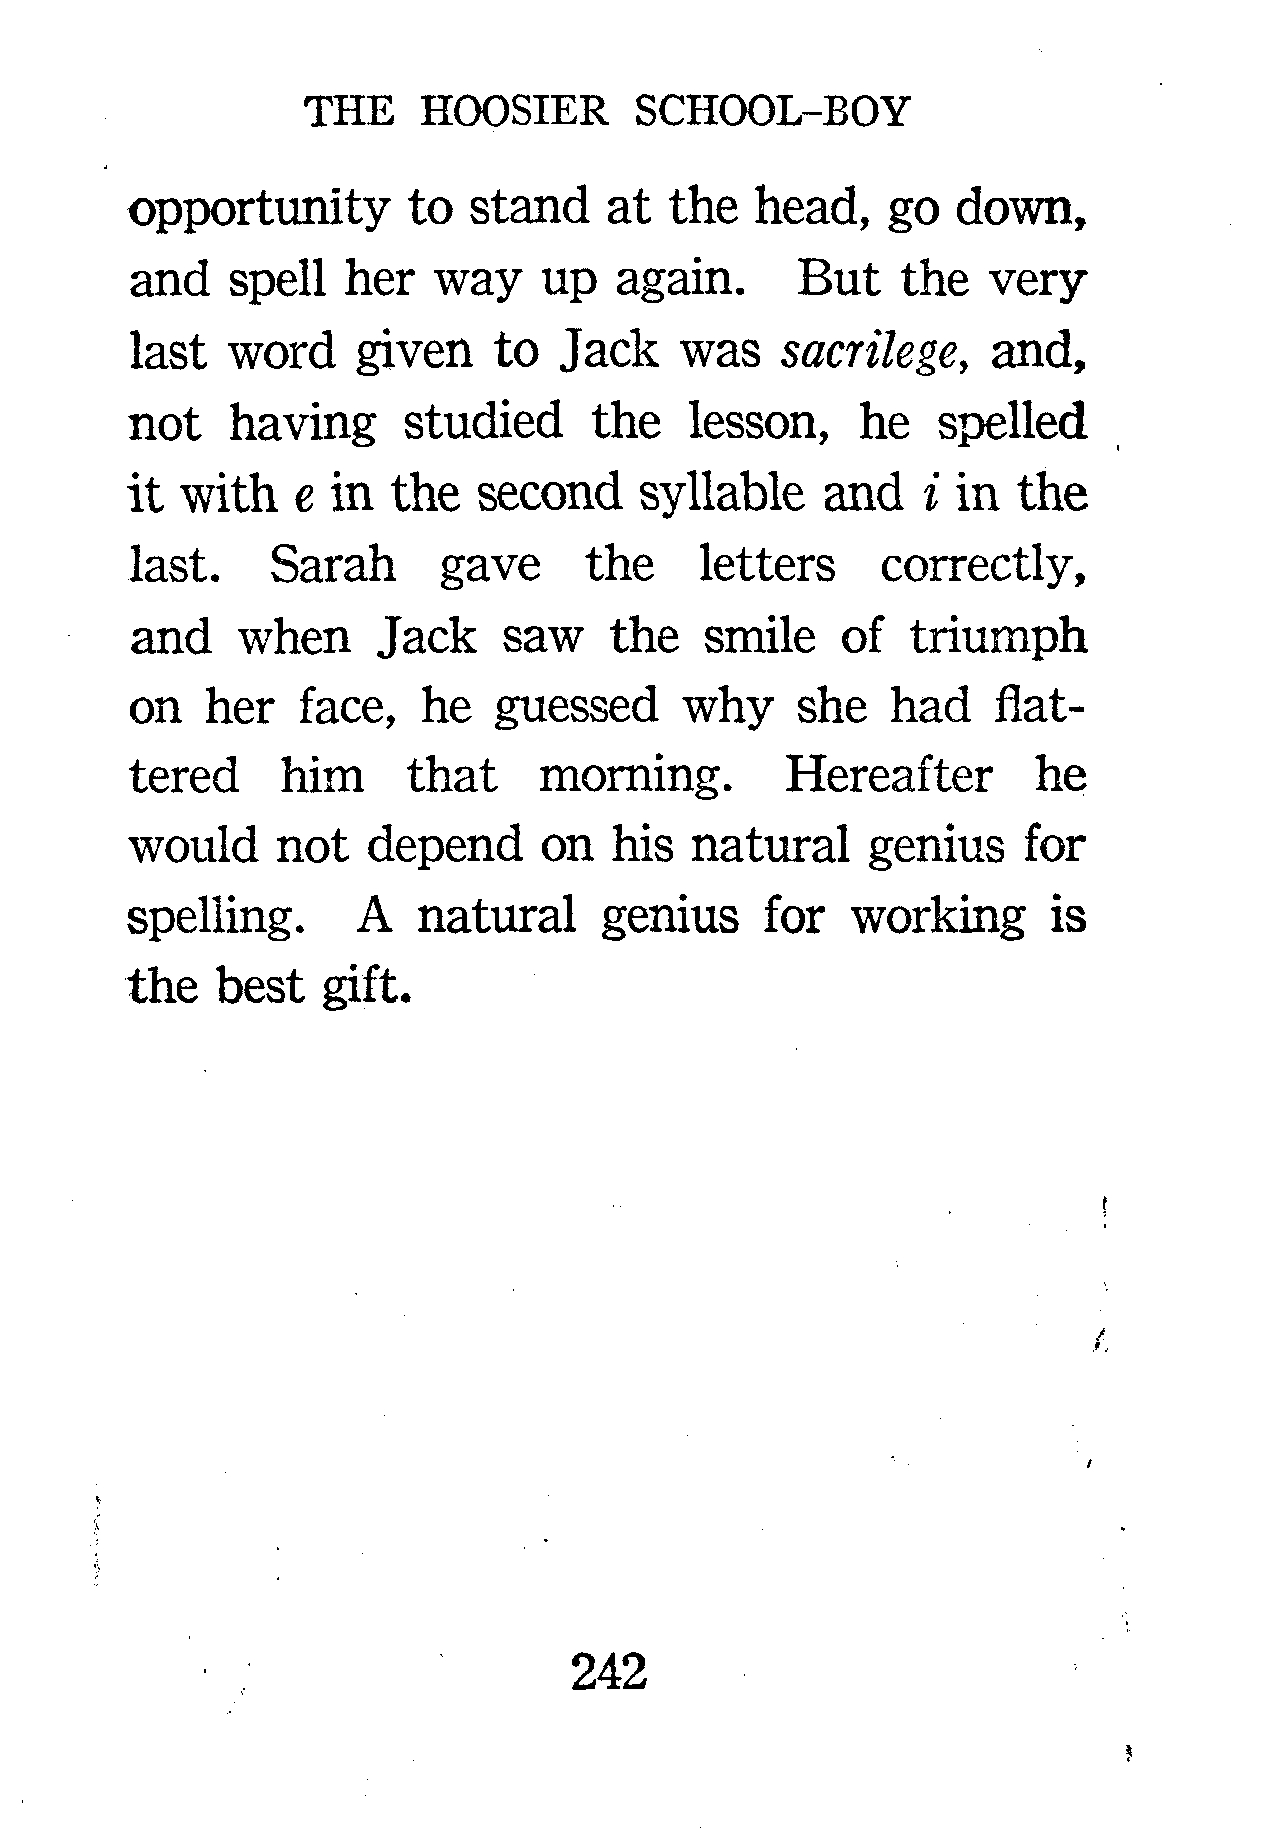 THE HOOSIER SCHOOL-BOY
opportunity to stand at the head, go down,
and spell her way up again. But the very
last word given to Jack was sacrilege, and,
not having studied the lesson, he spelled
it with e in the second syllable and i in the
last. Sarah gave the letters correctly,
and when Jack saw the smile of triumph
on her face, he guessed why she had flat-
tered him that morning. Hereafter he
would not depend on his natural genius for
spelling. A natural genius for working is
the best gift.
242